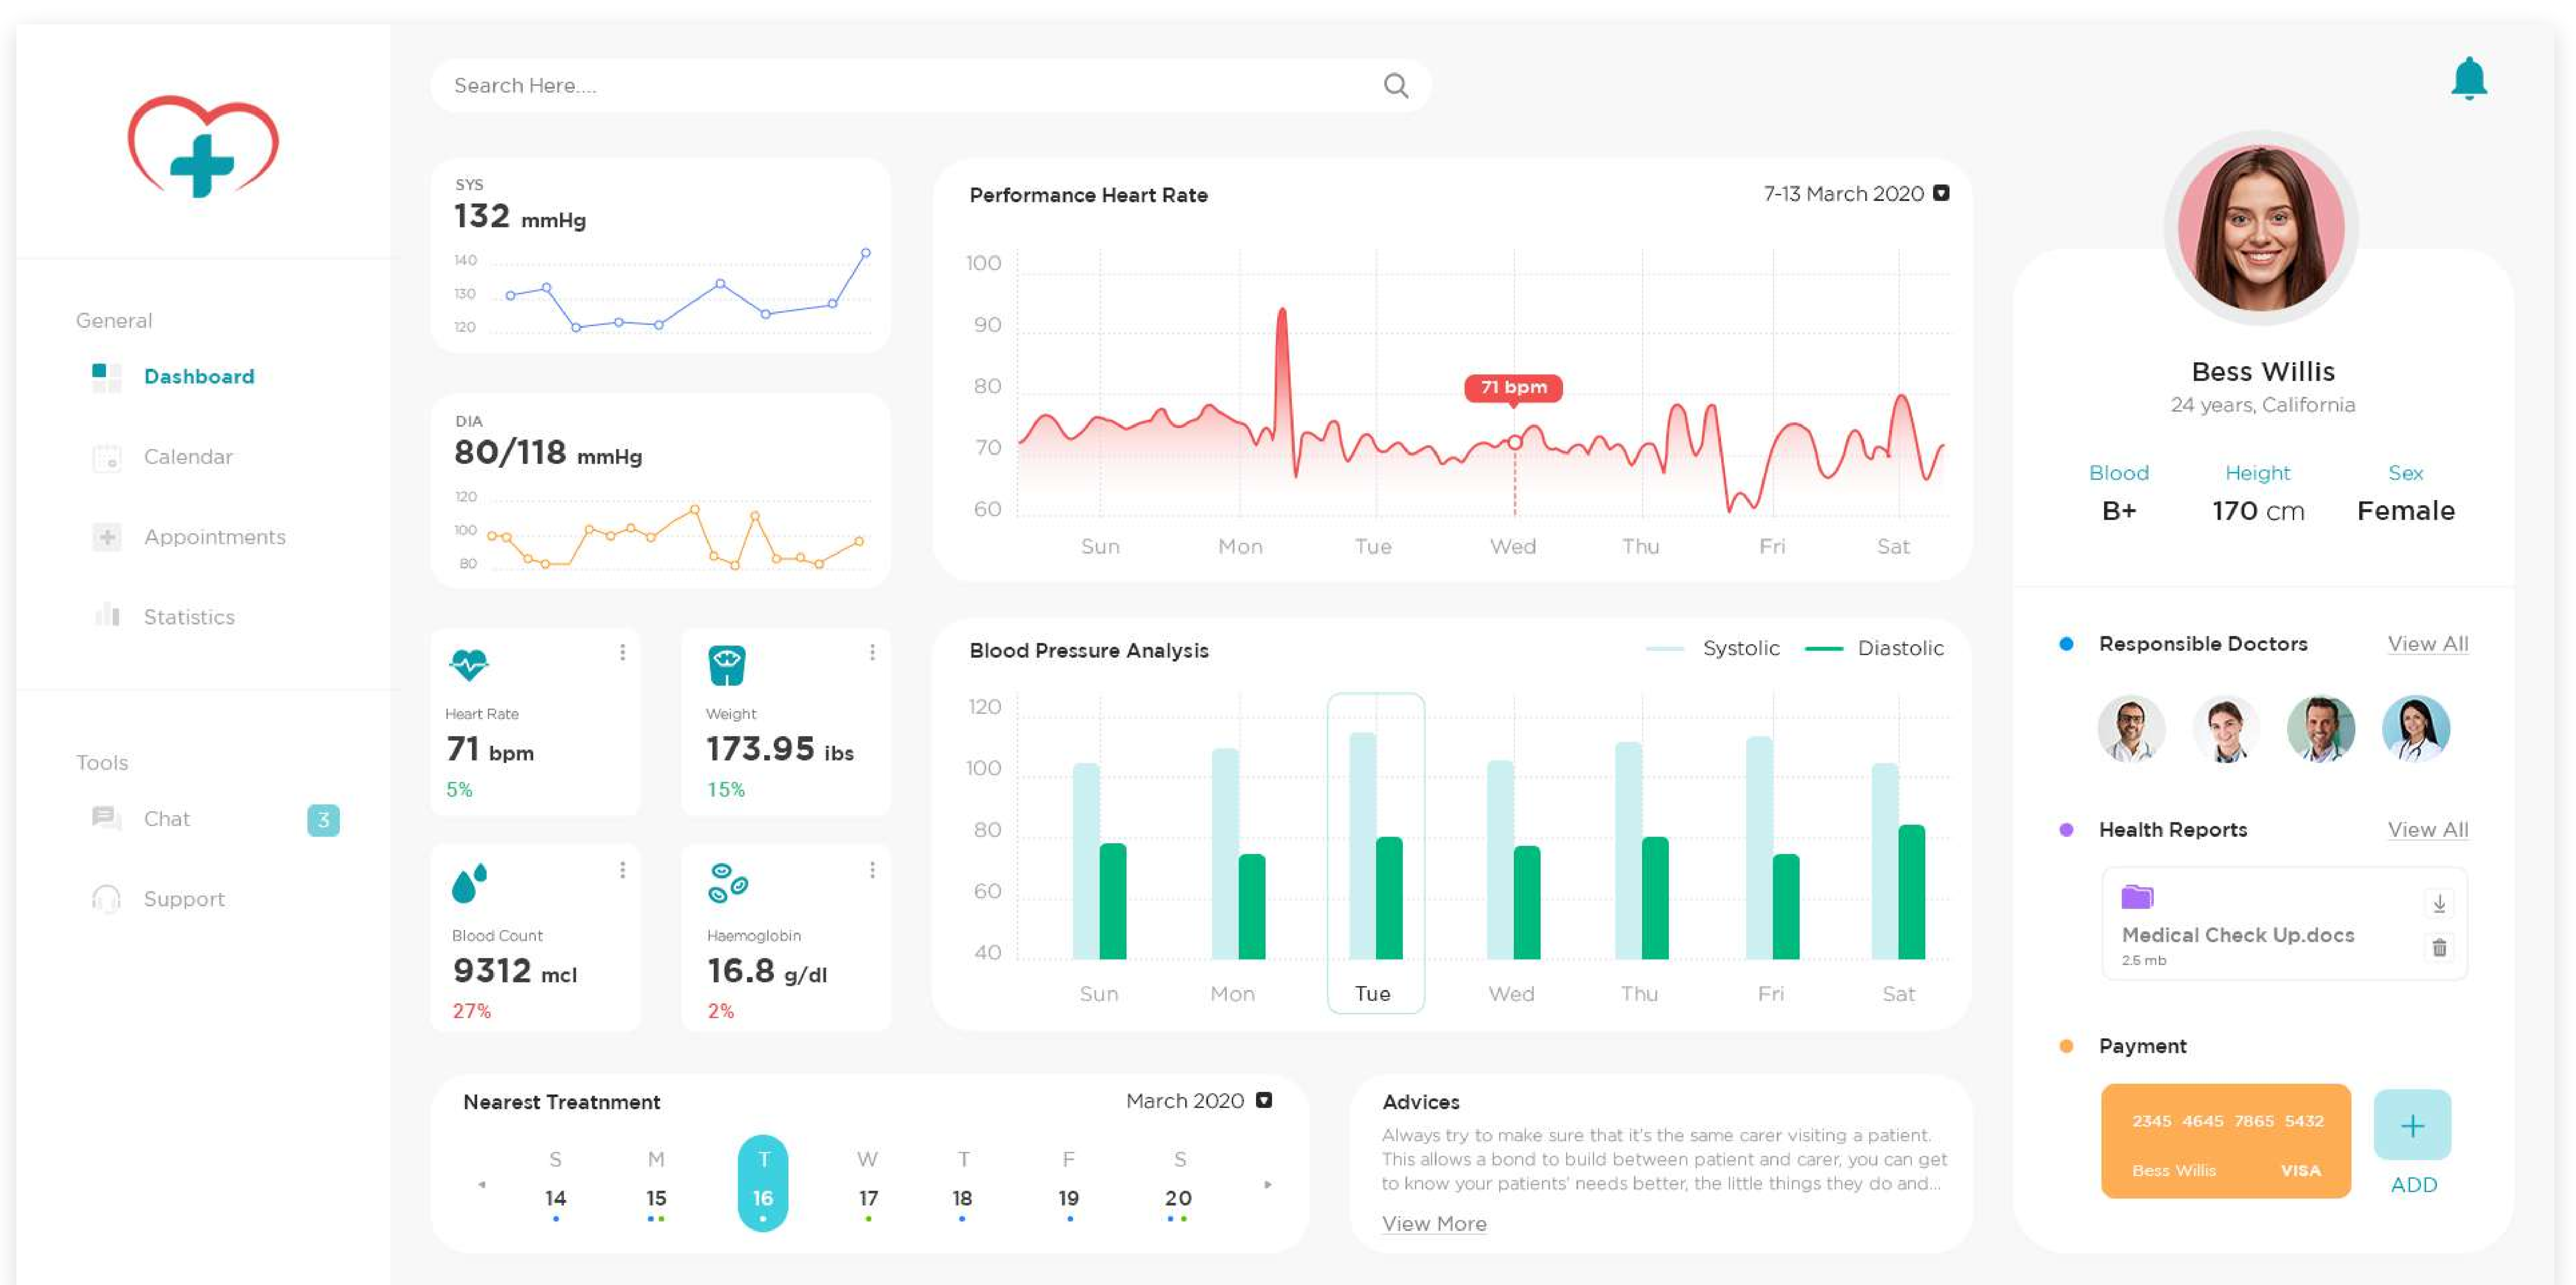 Search Here....
General
Dashboard
Calendar
Appointments
Statistics
Tools
Chat 3
Support
SYS
132 mmHg
140
130
120
DIA
80/118 mmHg
120
100
80
Heart Rate
71 bpm
5%
Weight
173.95 ibs
15%
Blood Count
9312 mcl
27%
Haemoglobin
16.8 g/dl
2%
Performance Heart Rate 7-13 March 2020
100
90
80
70
60
71 bpm
Sun Mon Tue Wed Thu Fri Sat
Blood Pressure Analysis Systolic Diastolic
120
100
80
60
40
Sun Mon Tue Wed Thu Fri Sat
Nearest Treatnment March 2020
S M T W T F S
14 15 16 17 18 19 20
Advices
Always try to make sure that it's the same carer visiting a patient.
This allows a bond to build between patient and carer, you can get
to know your patients' needs better, the little things they do and...
View More
Bess Willis
24 years, California
Blood Height Sex
B+ 170 cm Female
Responsible Doctors View All
Health Reports View All
Medical Check Up.docs
2.5 mb
Payment
2345 4645 7865 5432
Bess Willis VISA
ADD